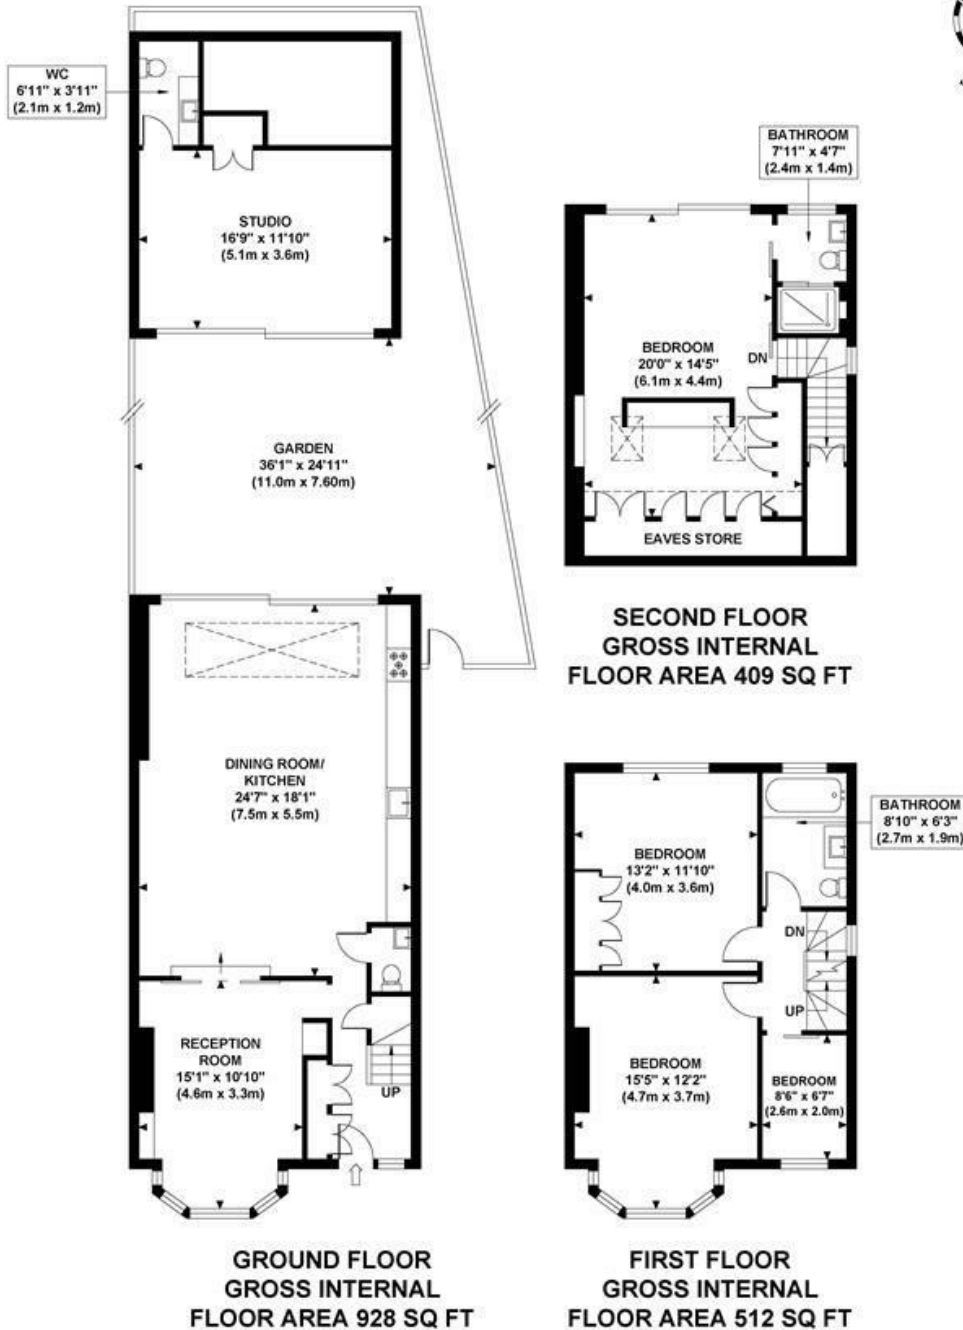 WC
6'11" x 3'11"
(2.1m x 1.2m)
STUDIO
16'9" x 11'10"
(5.1m x 3.6m)
GARDEN
36'1" x 24'11"
(11.0m x 7.60m)
DINING ROOM/
KITCHEN
24'7" x 18'1"
(7.5m x 5.5m)
RECEPTION
ROOM
15'1" x 10'10"
(4.6m x 3.3m)
UP
GROUND FLOOR
GROSS INTERNAL
FLOOR AREA 928 SQ FT
BATHROOM
7'11" x 4'7"
(2.4m x 1.4m)
BEDROOM
20'0" x 14'5"
(6.1m x 4.4m)
DN
EAVES STORE
SECOND FLOOR
GROSS INTERNAL
FLOOR AREA 409 SQ FT
BATHROOM
8'10" x 6'3"
(2.7m x 1.9m)
BEDROOM
13'2" x 11'10"
(4.0m x 3.6m)
DN
UP
BEDROOM
15'5" x 12'2"
(4.7m x 3.7m)
BEDROOM
8'6" x 6'7"
(2.6m x 2.0m)
FIRST FLOOR
GROSS INTERNAL
FLOOR AREA 512 SQ FT